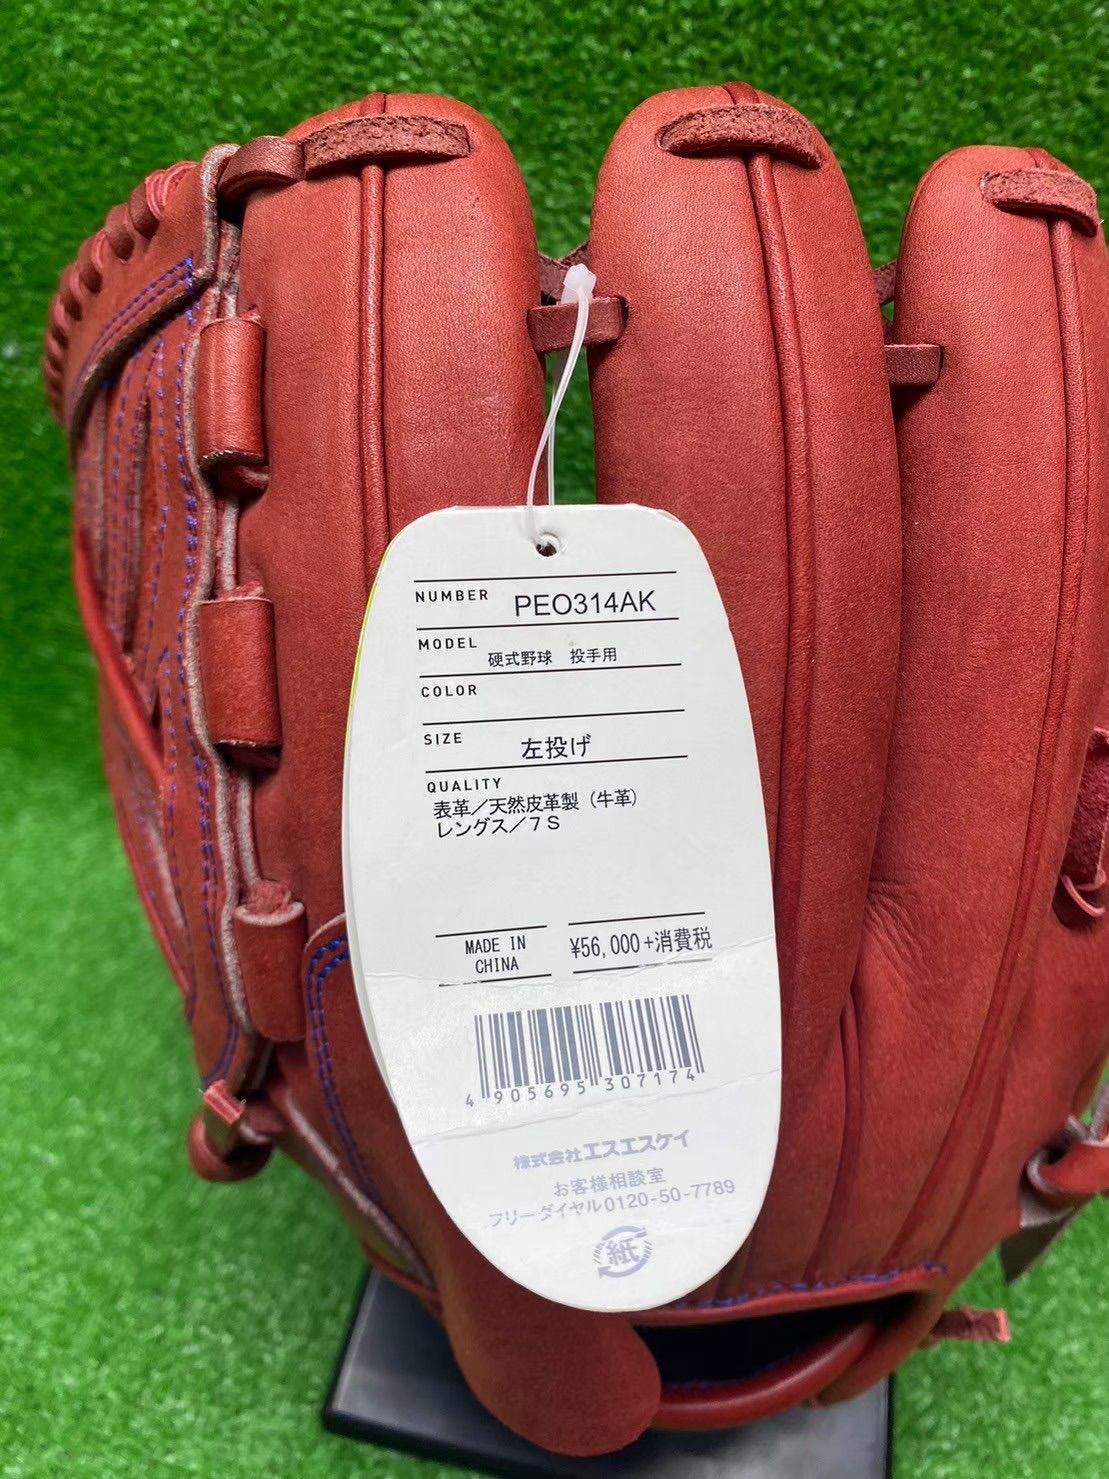 NUMBER PEO314AK
MODEL 硬式野球 投手用
COLOR
SIZE 左投げ
QUALITY
表革／天然皮革製（牛革）
レングス／7S
MADE IN
CHINA
¥56,000+消費税
4 905695 307174
株式会社エスエスケイ
お客様相談室
フリーダイヤル0120-50-7789
紙